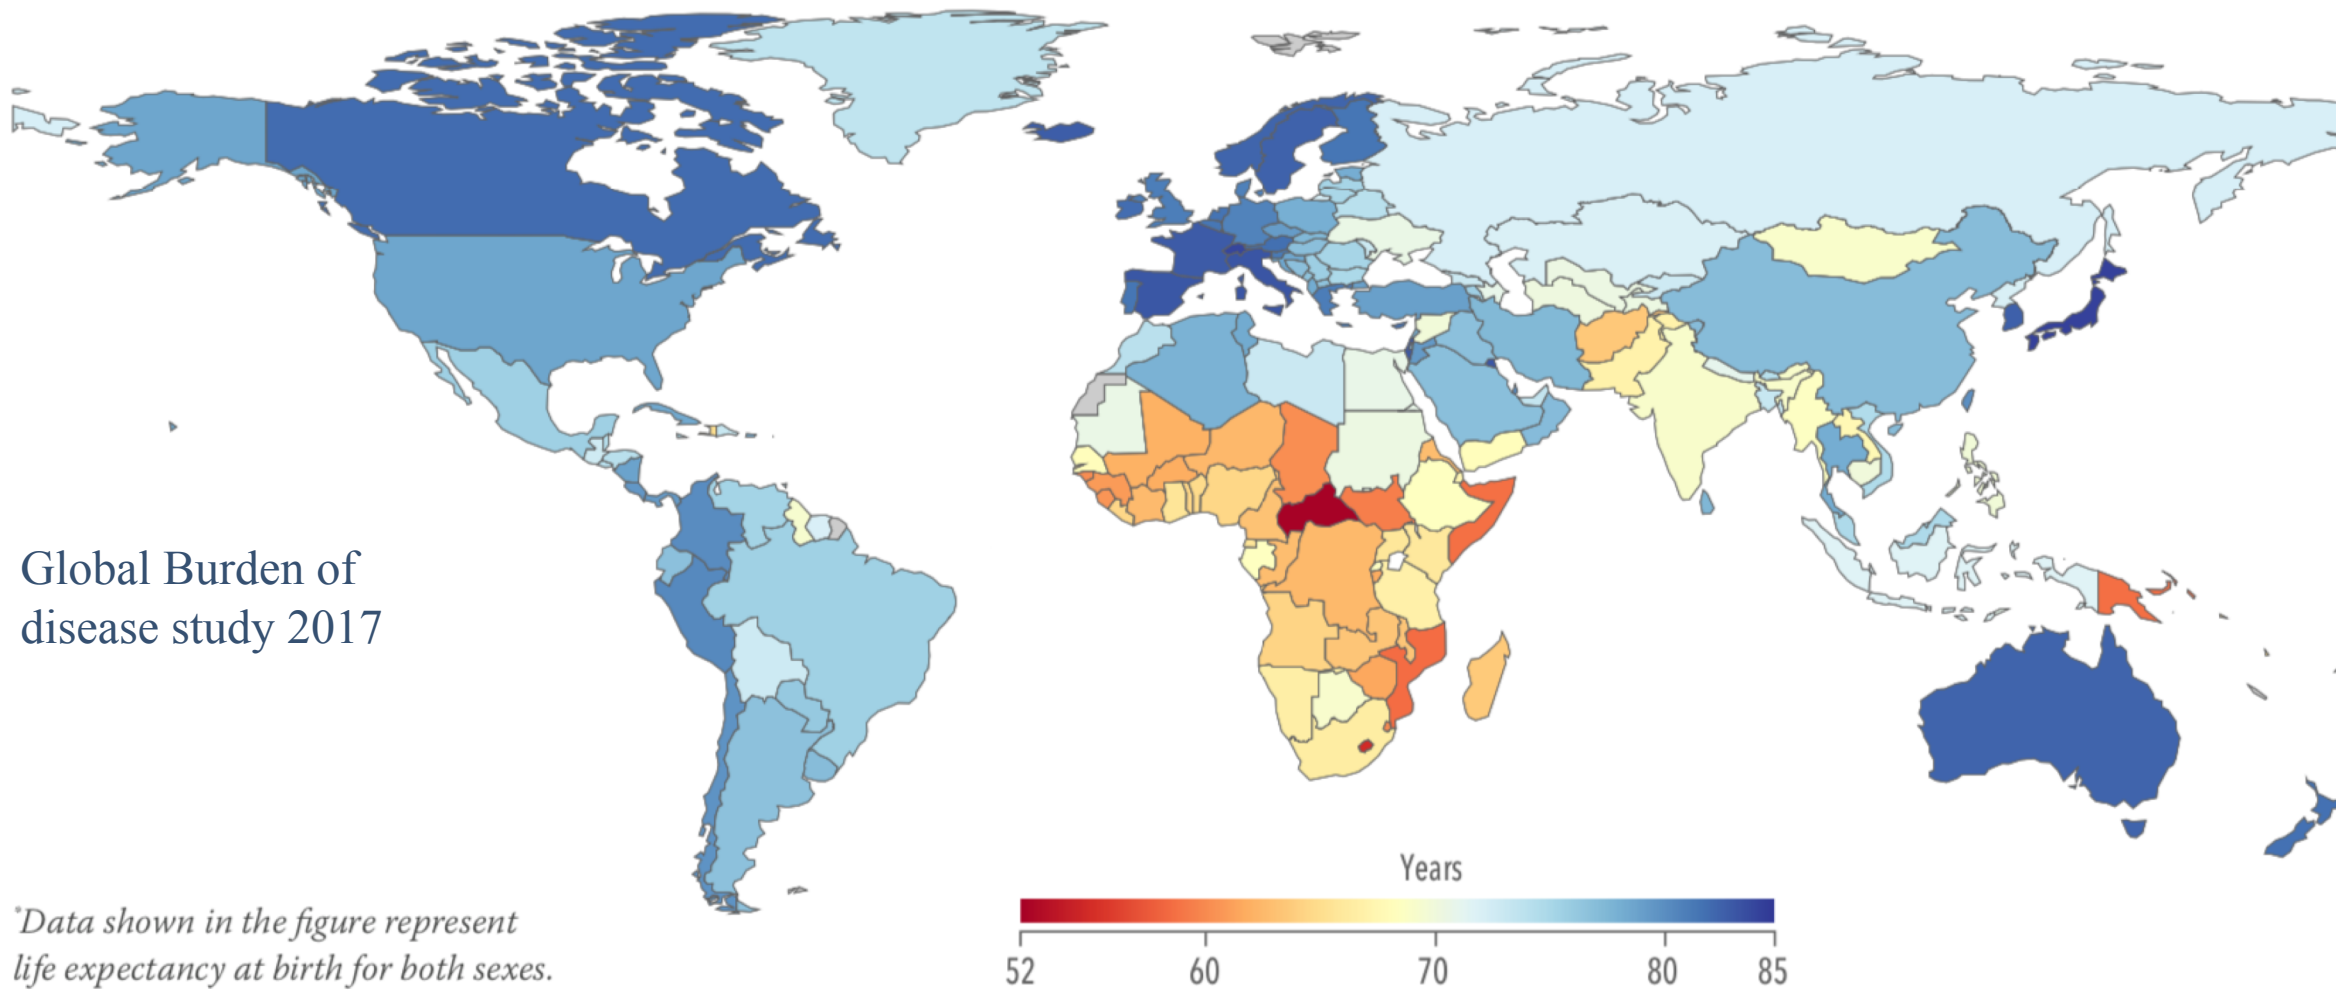 Global Burden of
disease study 2017
*Data shown in the figure represent
life expectancy at birth for both sexes.
Years
52 60 70 80 85